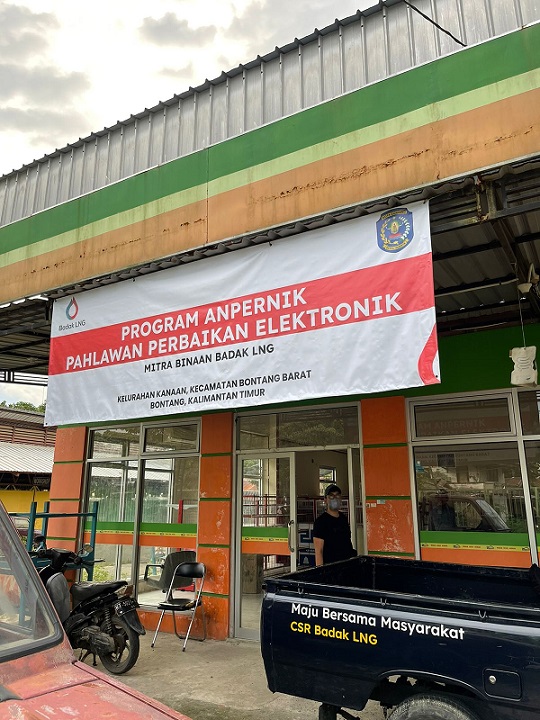 Badak LNG
PROGRAM ANPERNIK
PAHLAWAN PERBAIKAN ELEKTRONIK
MITRA BINAAN BADAK LNG
KELURAHAN KANAAN, KECAMATAN BONTANG BARAT
BONTANG, KALIMANTAN TIMUR
Maju Bersama Masyarakat
CSR Badak LNG